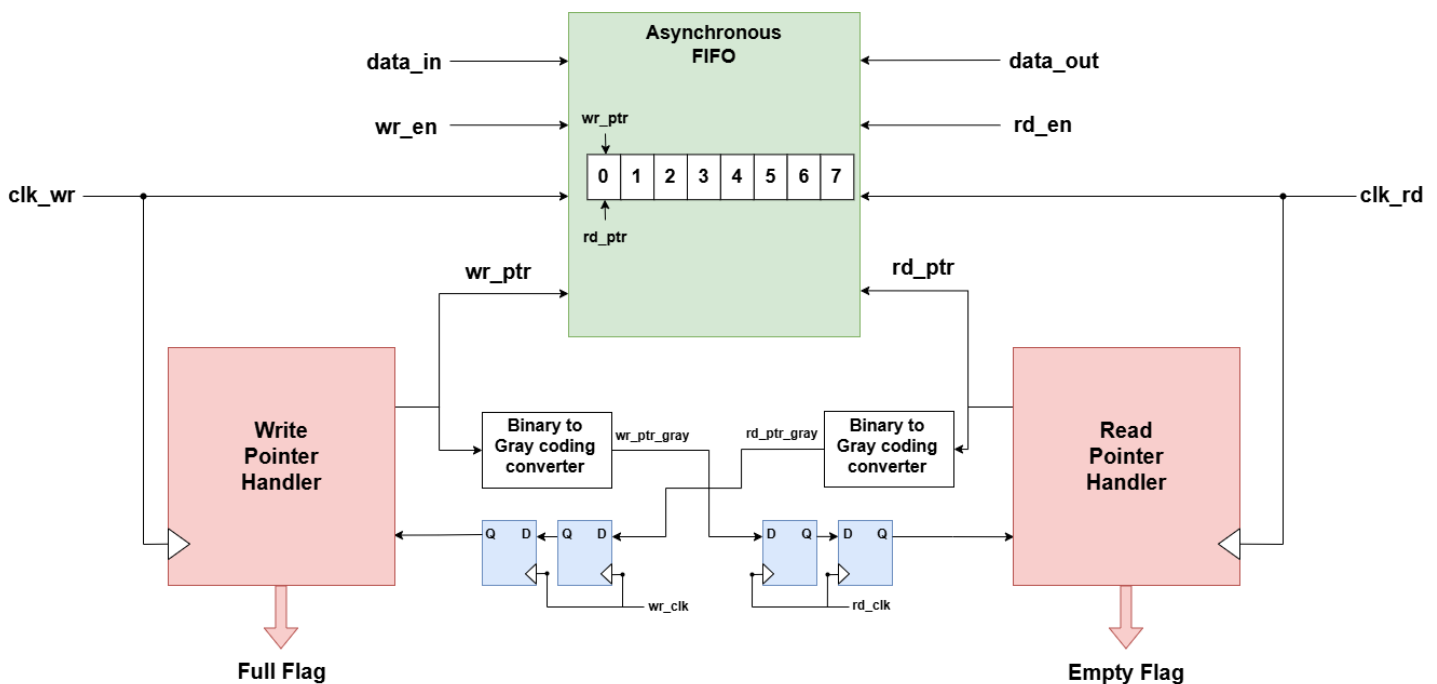 Asynchronous
FIFO
data_in
data_out
wr_en
rd_en
wr_ptr
0 1 2 3 4 5 6 7
rd_ptr
clk_wr
clk_rd
wr_ptr
rd_ptr
Write
Pointer
Handler
Binary to
Gray coding
converter
wr_ptr_gray
rd_ptr_gray
Binary to
Gray coding
converter
Read
Pointer
Handler
Q D
Q D
D Q
D Q
wr_clk
rd_clk
Full Flag
Empty Flag